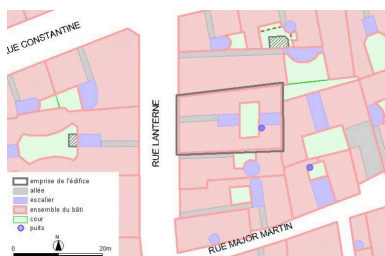 RUE CONSTANTINE
RUE LANTERNE
RUE MAJOR MARTIN
emprise de l'édifice
allée
escalier
ensemble du bâti
cour
puits
N
0 20m